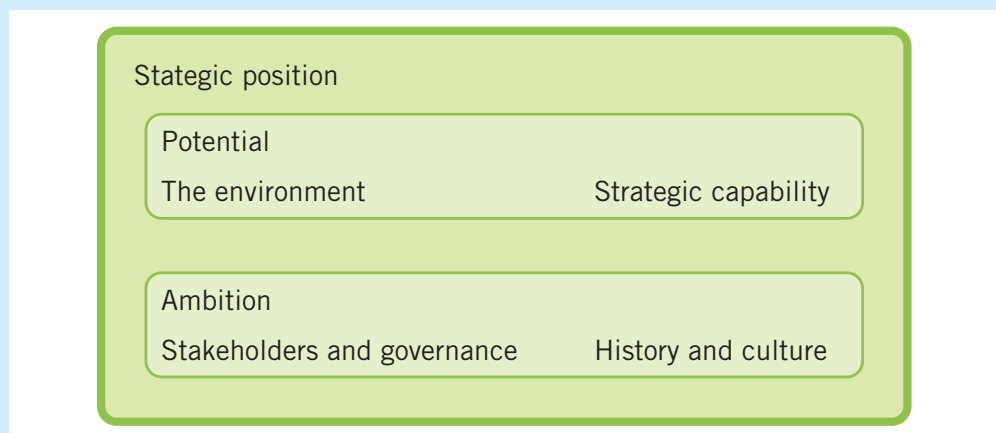 Stategic position
Potential
The environment Strategic capability
Ambition
Stakeholders and governance History and culture